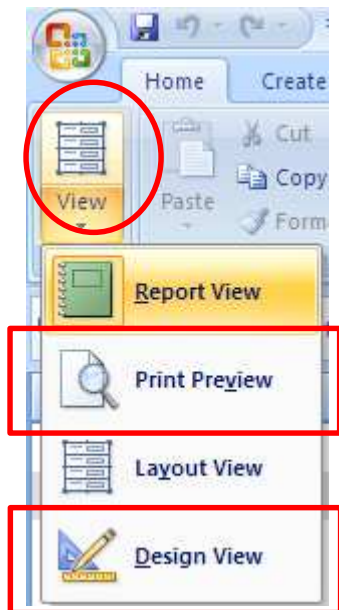 Home Create
Cut
Copy
View Paste Form
Report View
Print Preview
Layout View
Design View